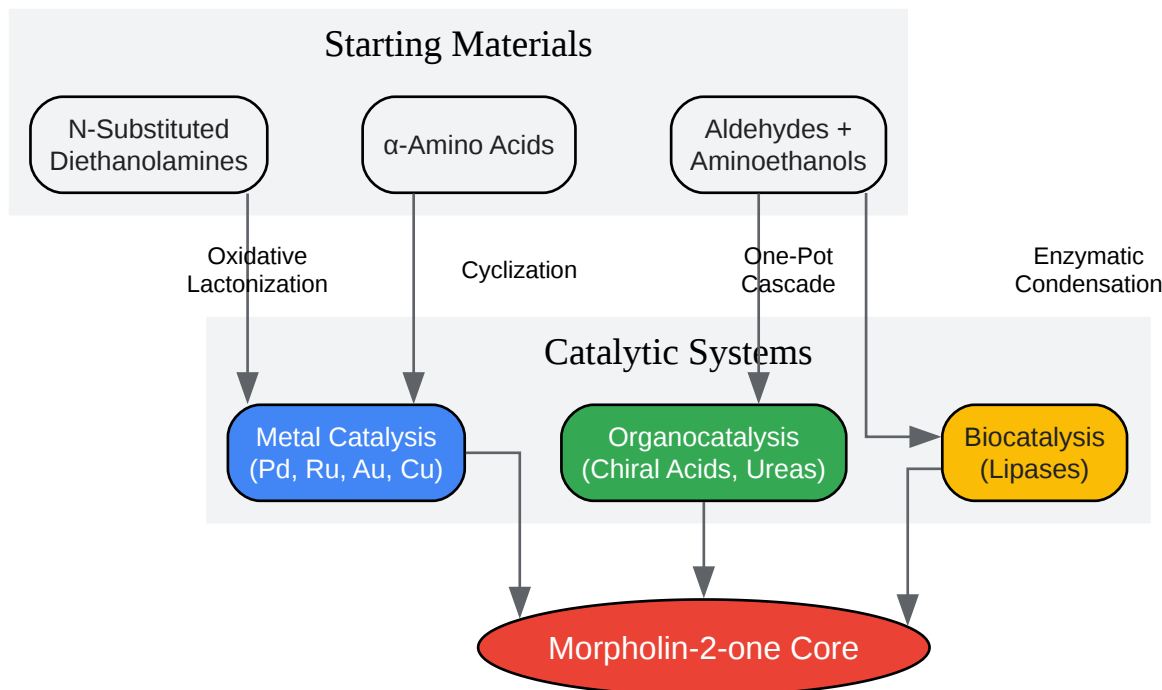 Starting Materials
N-Substituted
Diethanolamines
α-Amino Acids
Aldehydes +
Aminoethanols
Oxidative
Lactonization
Cyclization
One-Pot
Cascade
Enzymatic
Condensation
Catalytic Systems
Metal Catalysis
(Pd, Ru, Au, Cu)
Organocatalysis
(Chiral Acids, Ureas)
Biocatalysis
(Lipases)
Morpholin-2-one Core